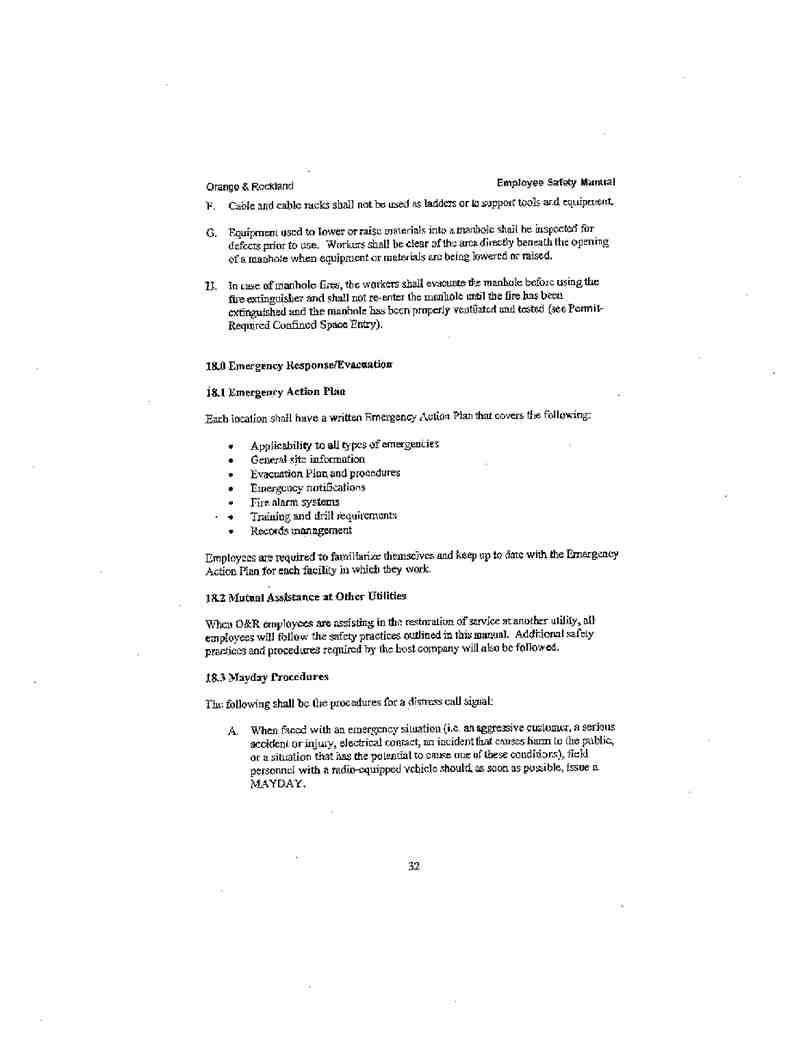 Orange & Rockland
Employee Safety Manual
F. Cable and cable racks shall not be used as ladders or to support tools and equipment.
G. Equipment used to lower or raise materials into a manhole shall be inspected for
defects prior to use. Workers shall be clear of the area directly beneath the opening
of a manhole when equipment or materials are being lowered or raised.
H. In case of manhole fires, the workers shall evacuate the manhole before using the
fire extinguisher and shall not re-enter the manhole until the fire has been
extinguished and the manhole has been properly ventilated and tested (see Permit-
Required Confined Space Entry).
18.0 Emergency Response/Evacuation
18.1 Emergency Action Plan
Each location shall have a written Emergency Action Plan that covers the following:
• Applicability to all types of emergencies
• General site information
• Evacuation Plan and procedures
• Emergency notifications
• Fire alarm systems
• Training and drill requirements
• Records management
Employees are required to familiarize themselves and keep up to date with the Emergency
Action Plan for each facility in which they work.
18.2 Mutual Assistance at Other Utilities
When O&R employees are assisting in the restoration of service at another utility, all
employees will follow the safety practices outlined in this manual. Additional safety
practices and procedures required by the host company will also be followed.
18.3 Mayday Procedures
The following shall be the procedures for a distress call signal:
A. When faced with an emergency situation (i.e. an aggressive customer, a serious
accident or injury, electrical contact, an incident that causes harm to the public,
or a situation that has the potential to cause one of these conditions), field
personnel with a radio-equipped vehicle should, as soon as possible, issue a
MAYDAY.
32